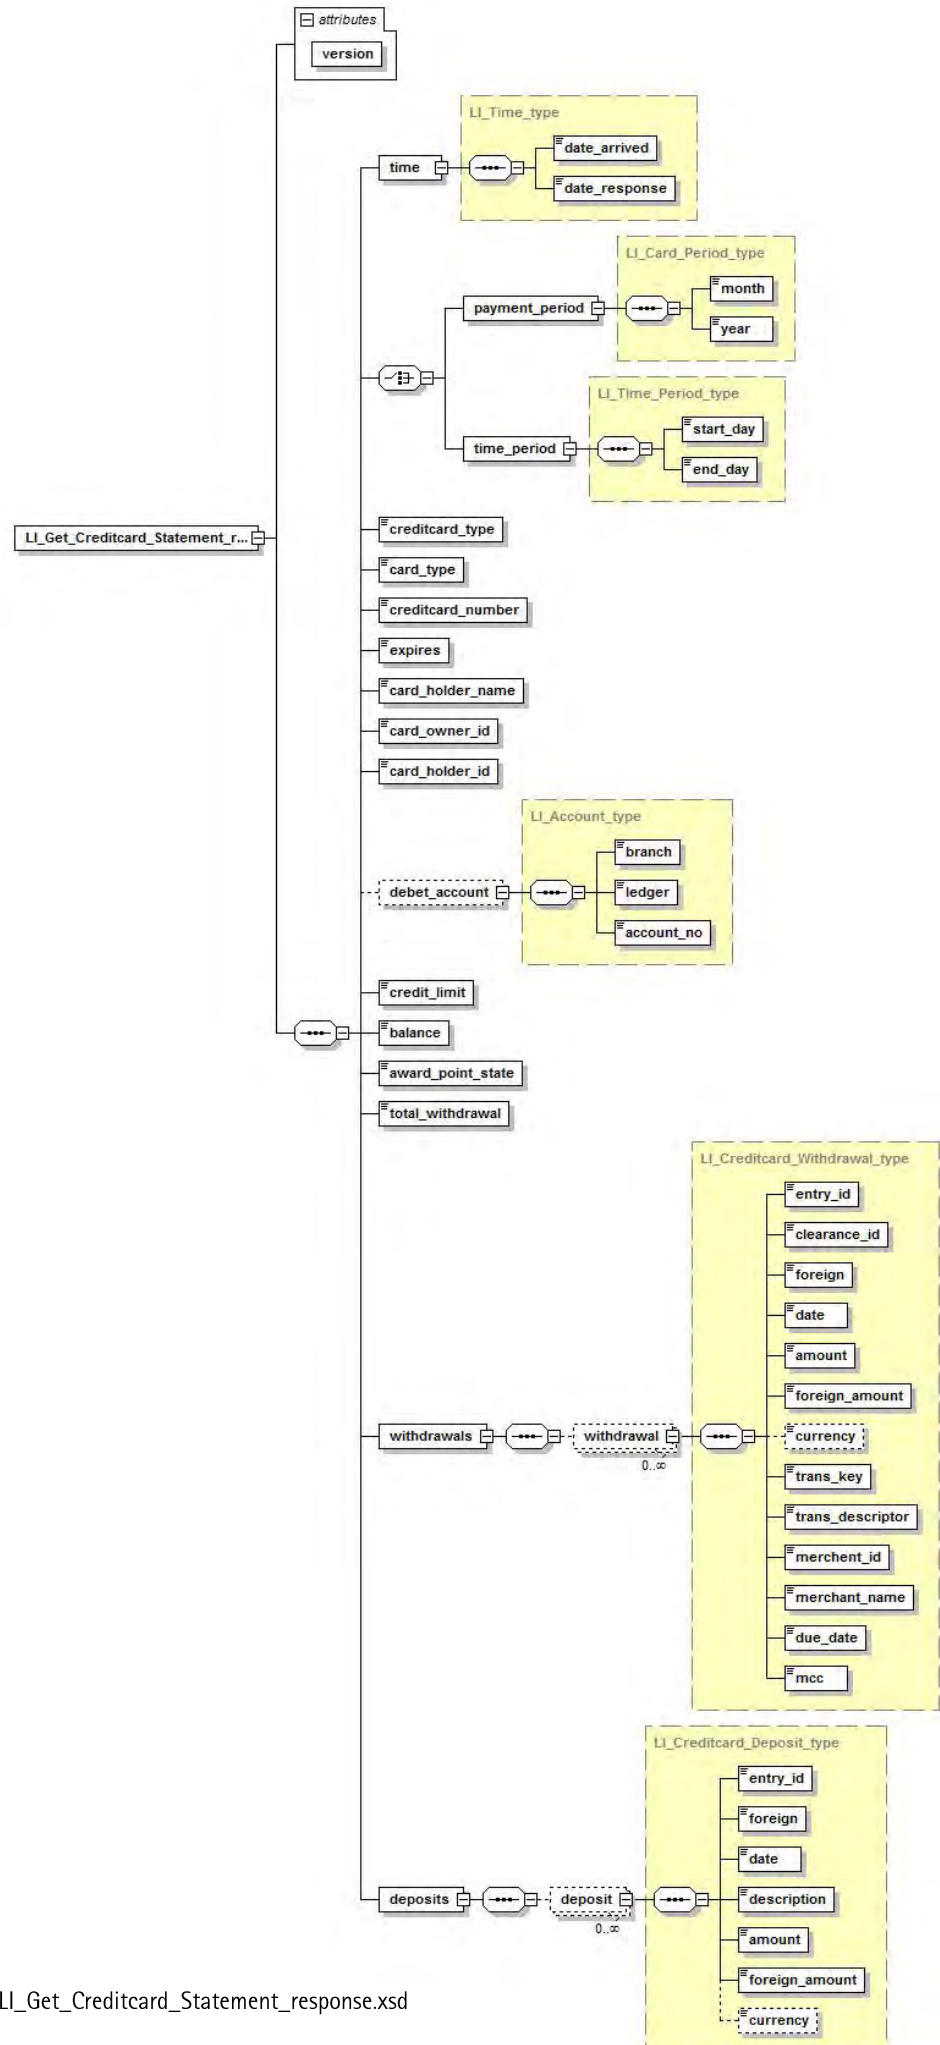 attributes
version
LI_Time_type
time
date_arrived
date_response
LI_Card_Period_type
payment_period
month
year
LI_Time_Period_type
time_period
start_day
end_day
LI_Get_Creditcard_Statement_r...
creditcard_type
card_type
creditcard_number
expires
card_holder_name
card_owner_id
card_holder_id
LI_Account_type
debet_account
branch
ledger
account_no
credit_limit
balance
award_point_state
total_withdrawal
LI_Creditcard_Withdrawal_type
withdrawals
withdrawal
0..∞
entry_id
clearance_id
foreign
date
amount
foreign_amount
currency
trans_key
trans_descriptor
merchent_id
merchant_name
due_date
mcc
LI_Creditcard_Deposit_type
deposits
deposit
0..∞
entry_id
foreign
date
description
amount
foreign_amount
currency
LI_Get_Creditcard_Statement_response.xsd